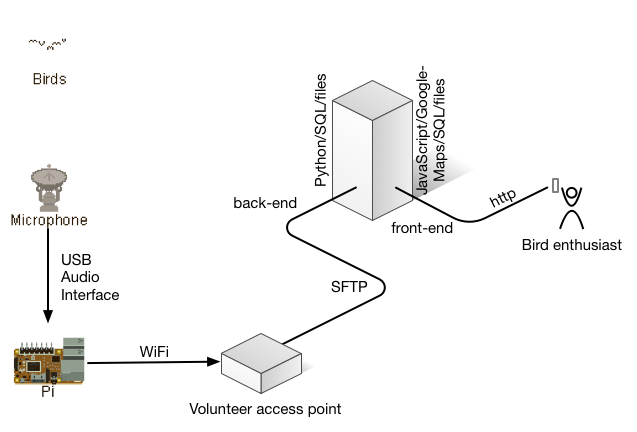 Birds
Python/SQL/files
JavaScript/Google-
Maps/SQL/files
Microphone
back-end
http
front-end
Bird enthusiast
USB
Audio
Interface
SFTP
WiFi
Pi
Volunteer access point